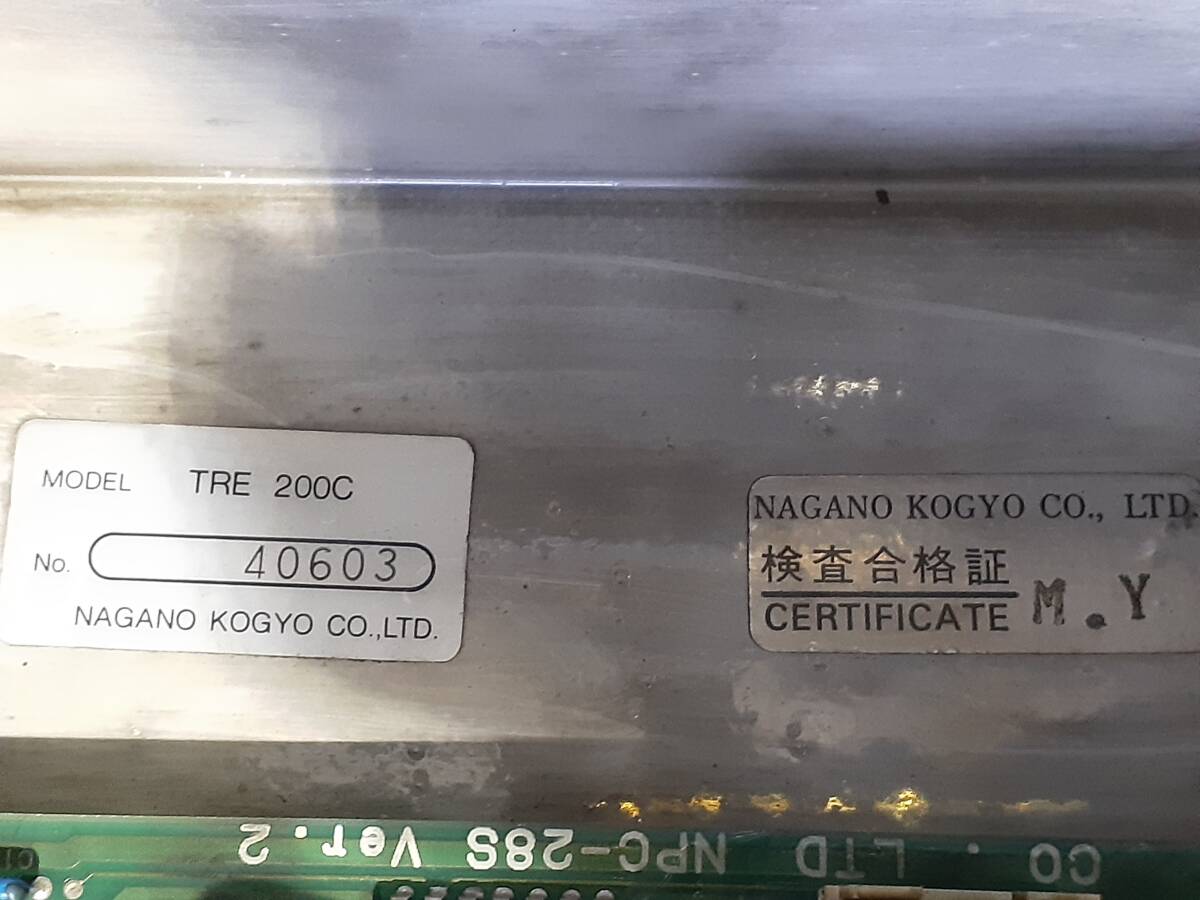 MODEL TRE 200C
No. 40603
NAGANO KOGYO CO.,LTD.
NAGANO KOGYO CO., LTD.
検査合格証
CERTIFICATE M.Y
CO. LTD NPC-28S Ver.2